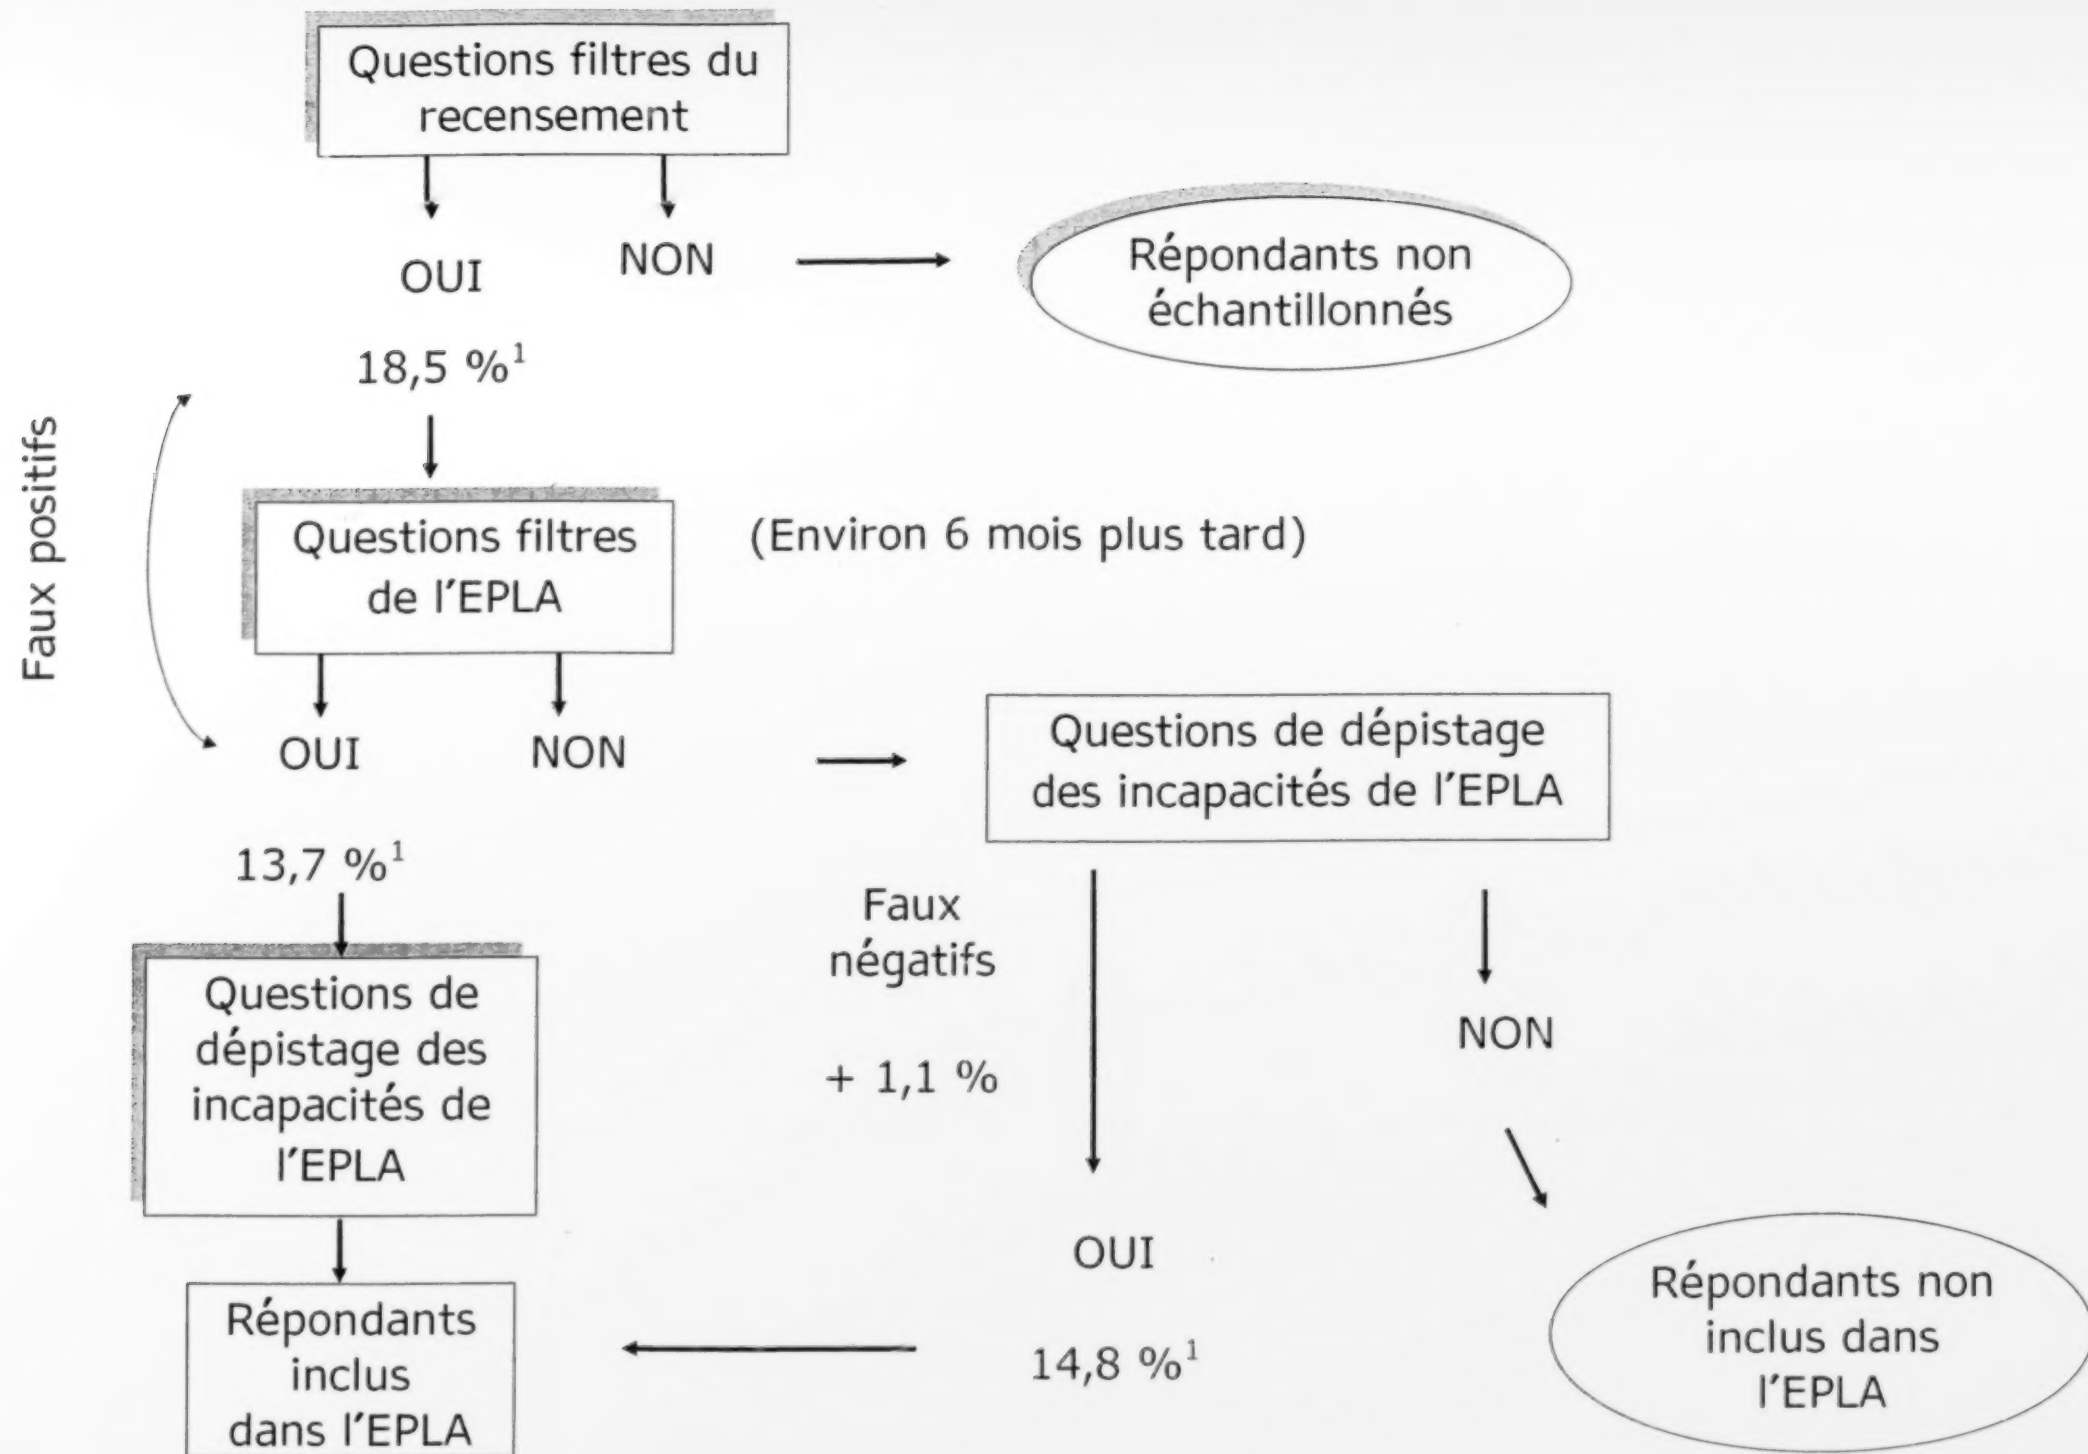 Questions filtres du
recensement
OUI
NON
Répondants non
échantillonnés
18,5 %¹
Faux positifs
Questions filtres
de l'EPLA
(Environ 6 mois plus tard)
OUI
NON
Questions de dépistage
des incapacités de l'EPLA
13,7 %¹
Faux
négatifs
+ 1,1 %
NON
Questions de
dépistage des
incapacités de
l'EPLA
OUI
14,8 %¹
Répondants
inclus
dans l'EPLA
Répondants non
inclus dans
l'EPLA